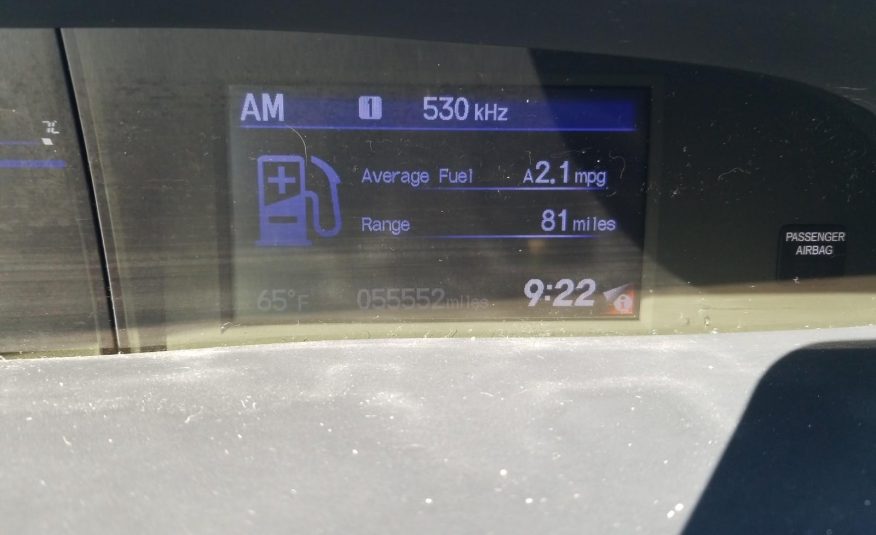 AM 1 530 kHz
Average Fuel A2.1 mpg
Range 81 miles
PASSENGER
AIRBAG
65°F 055552 miles 9:22